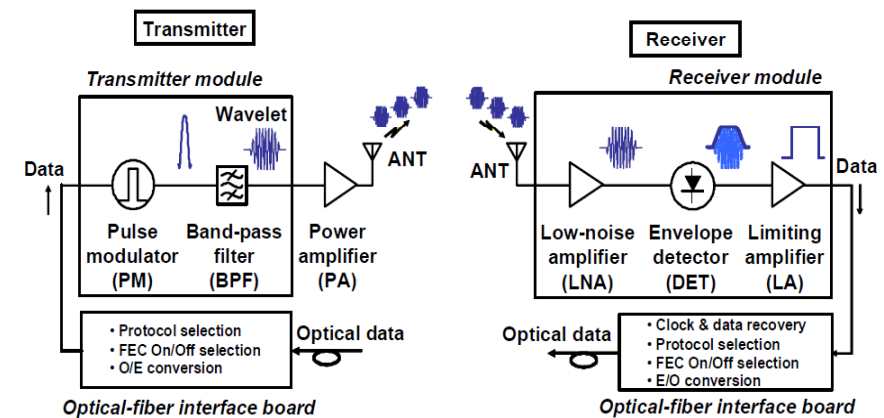 Transmitter
Transmitter module
Wavelet
Data
ANT
Pulse
modulator
(PM)
Band-pass
filter
(BPF)
Power
amplifier
(PA)
• Protocol selection
• FEC On/Off selection
• O/E conversion
Optical data
Optical-fiber interface board
Receiver
Receiver module
ANT
Data
Low-noise
amplifier
(LNA)
Envelope
detector
(DET)
Limiting
amplifier
(LA)
Optical data
• Clock & data recovery
• Protocol selection
• FEC On/Off selection
• E/O conversion
Optical-fiber interface board